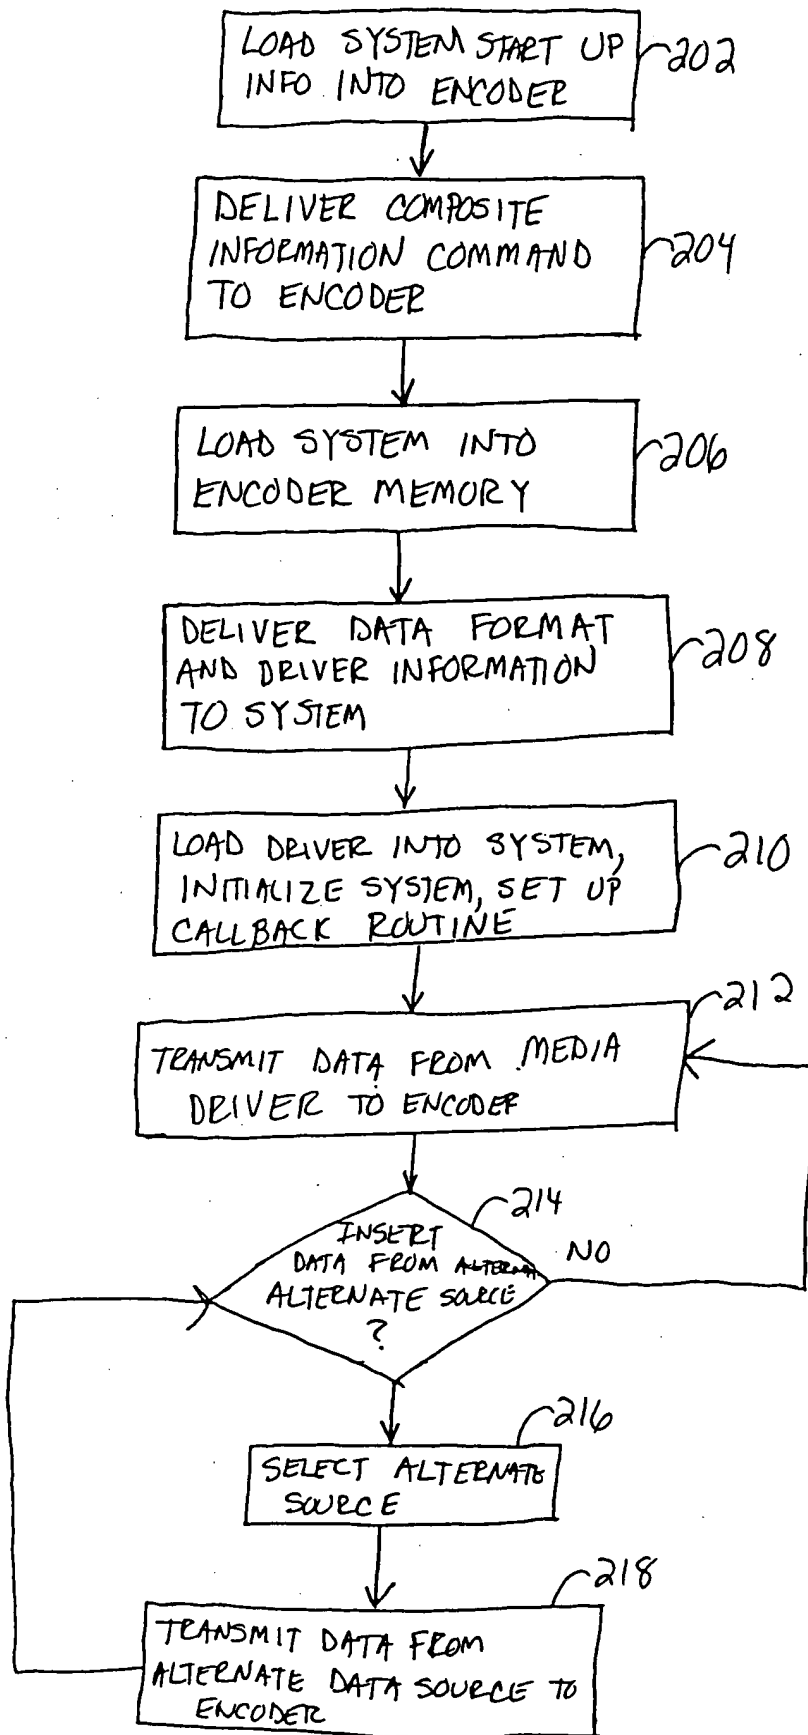 LOAD SYSTEM START UP
INFO INTO ENCODER
202
DELIVER COMPOSITE
INFORMATION COMMAND
TO ENCODER
204
LOAD SYSTEM INTO
ENCODER MEMORY
206
DELIVER DATA FORMAT
AND DRIVER INFORMATION
TO SYSTEM
208
LOAD DRIVER INTO SYSTEM,
INITIALIZE SYSTEM, SET UP
CALLBACK ROUTINE
210
212
TRANSMIT DATA FROM MEDIA
DRIVER TO ENCODER
214
INSERT
DATA FROM ALTERNAT
ALTERNATE SOURCE
?
NO
216
SELECT ALTERNATE
SOURCE
218
TRANSMIT DATA FROM
ALTERNATE DATA SOURCE TO
ENCODER